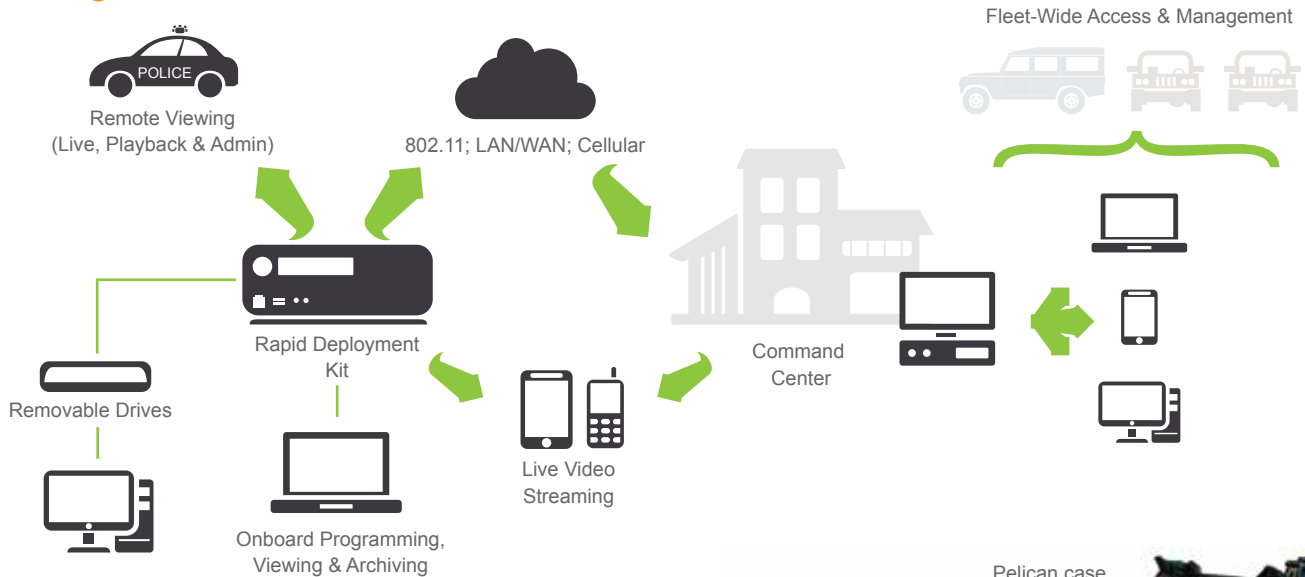 Fleet-Wide Access & Management
POLICE
Remote Viewing
(Live, Playback & Admin)
802.11; LAN/WAN; Cellular
Rapid Deployment
Kit
Command
Center
Removable Drives
Live Video
Streaming
Onboard Programming,
Viewing & Archiving
Pelican case